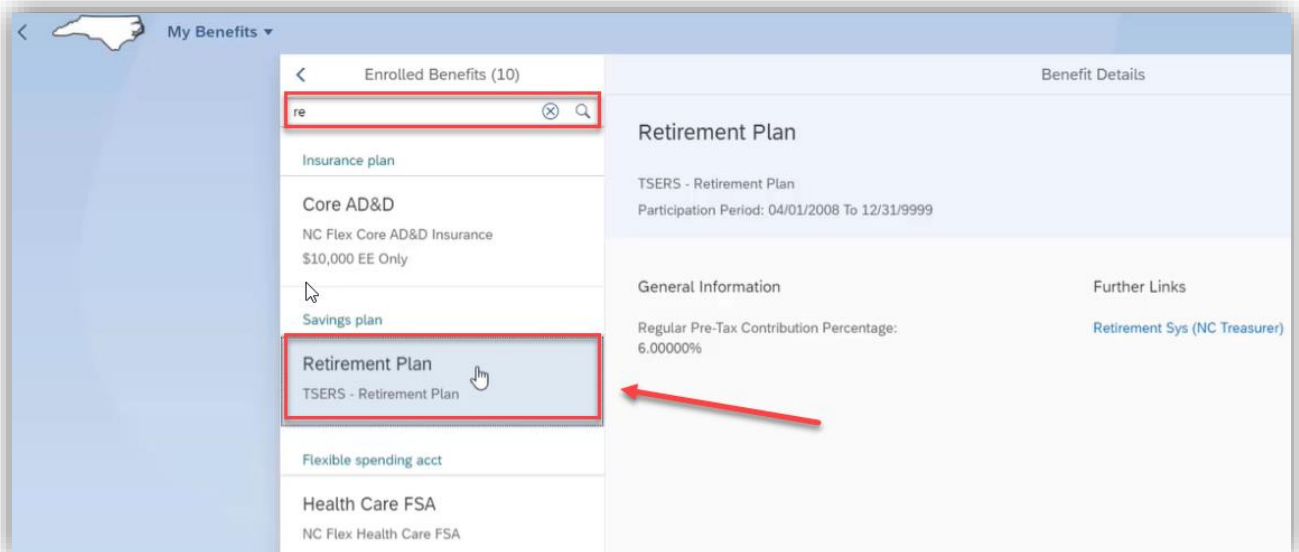 My Benefits
Enrolled Benefits (10)
re
Insurance plan
Core AD&D
NC Flex Core AD&D Insurance
$10,000 EE Only
Savings plan
Retirement Plan
TSERS - Retirement Plan
Flexible spending acct
Health Care FSA
NC Flex Health Care FSA
Benefit Details
Retirement Plan
TSERS - Retirement Plan
Participation Period: 04/01/2008 To 12/31/9999
General Information
Regular Pre-Tax Contribution Percentage:
6.00000%
Further Links
Retirement Sys (NC Treasurer)